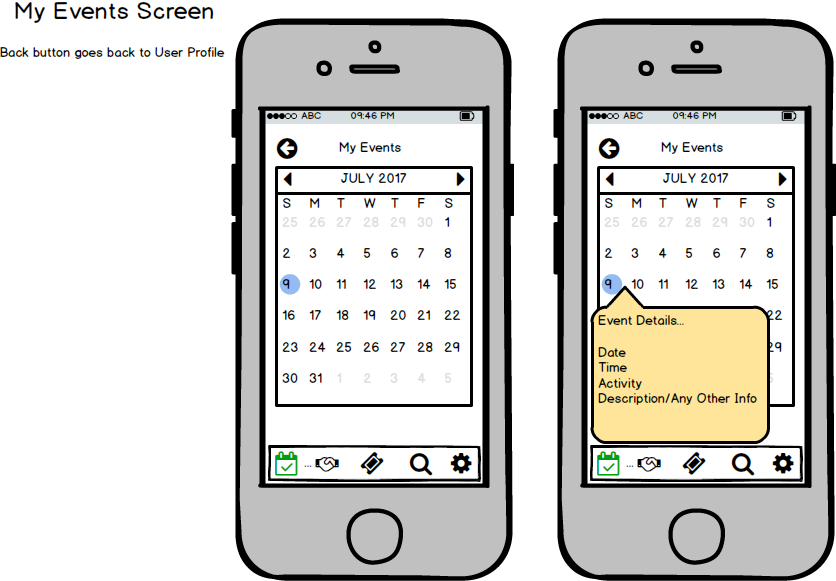 My Events Screen
Back button goes back to User Profile
ABC 09:46 PM
My Events
JULY 2017
S M T W T F S
25 26 27 28 29 30 1
2 3 4 5 6 7 8
9 10 11 12 13 14 15
16 17 18 19 20 21 22
23 24 25 26 27 28 29
30 31 1 2 3 4 5
...
ABC 09:46 PM
My Events
JULY 2017
S M T W T F S
25 26 27 28 29 30 1
2 3 4 5 6 7 8
9 10 11 12 13 14 15
22
29
5
Event Details...
Date
Time
Activity
Description/Any Other Info
...